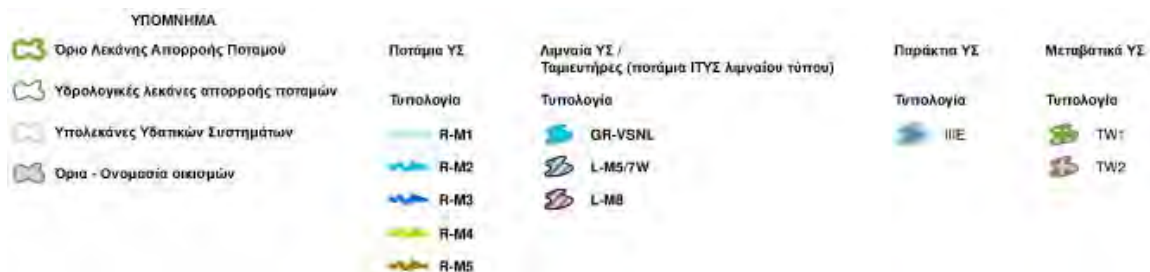 ΥΠΟΜΝΗΜΑ
Όριο Λεκάνης Απορροής Ποταμού
Υδρολογικές λεκάνες απορροής ποταμών
Υπολεκάνες Υδατικών Συστημάτων
Όρια - Ονομασία οικισμών
Ποτάμια ΥΣ
Τυπολογία
R-M1
R-M2
R-M3
R-M4
R-M5
Λιμναία ΥΣ /
Ταμιευτήρες (ποτάμια ΙΤΥΣ λιμναίου τύπου)
Τυπολογία
GR-VSNL
L-M5/7W
L-M8
Παράκτια ΥΣ
Τυπολογία
IIIE
Μεταβατικά ΥΣ
Τυπολογία
TW1
TW2